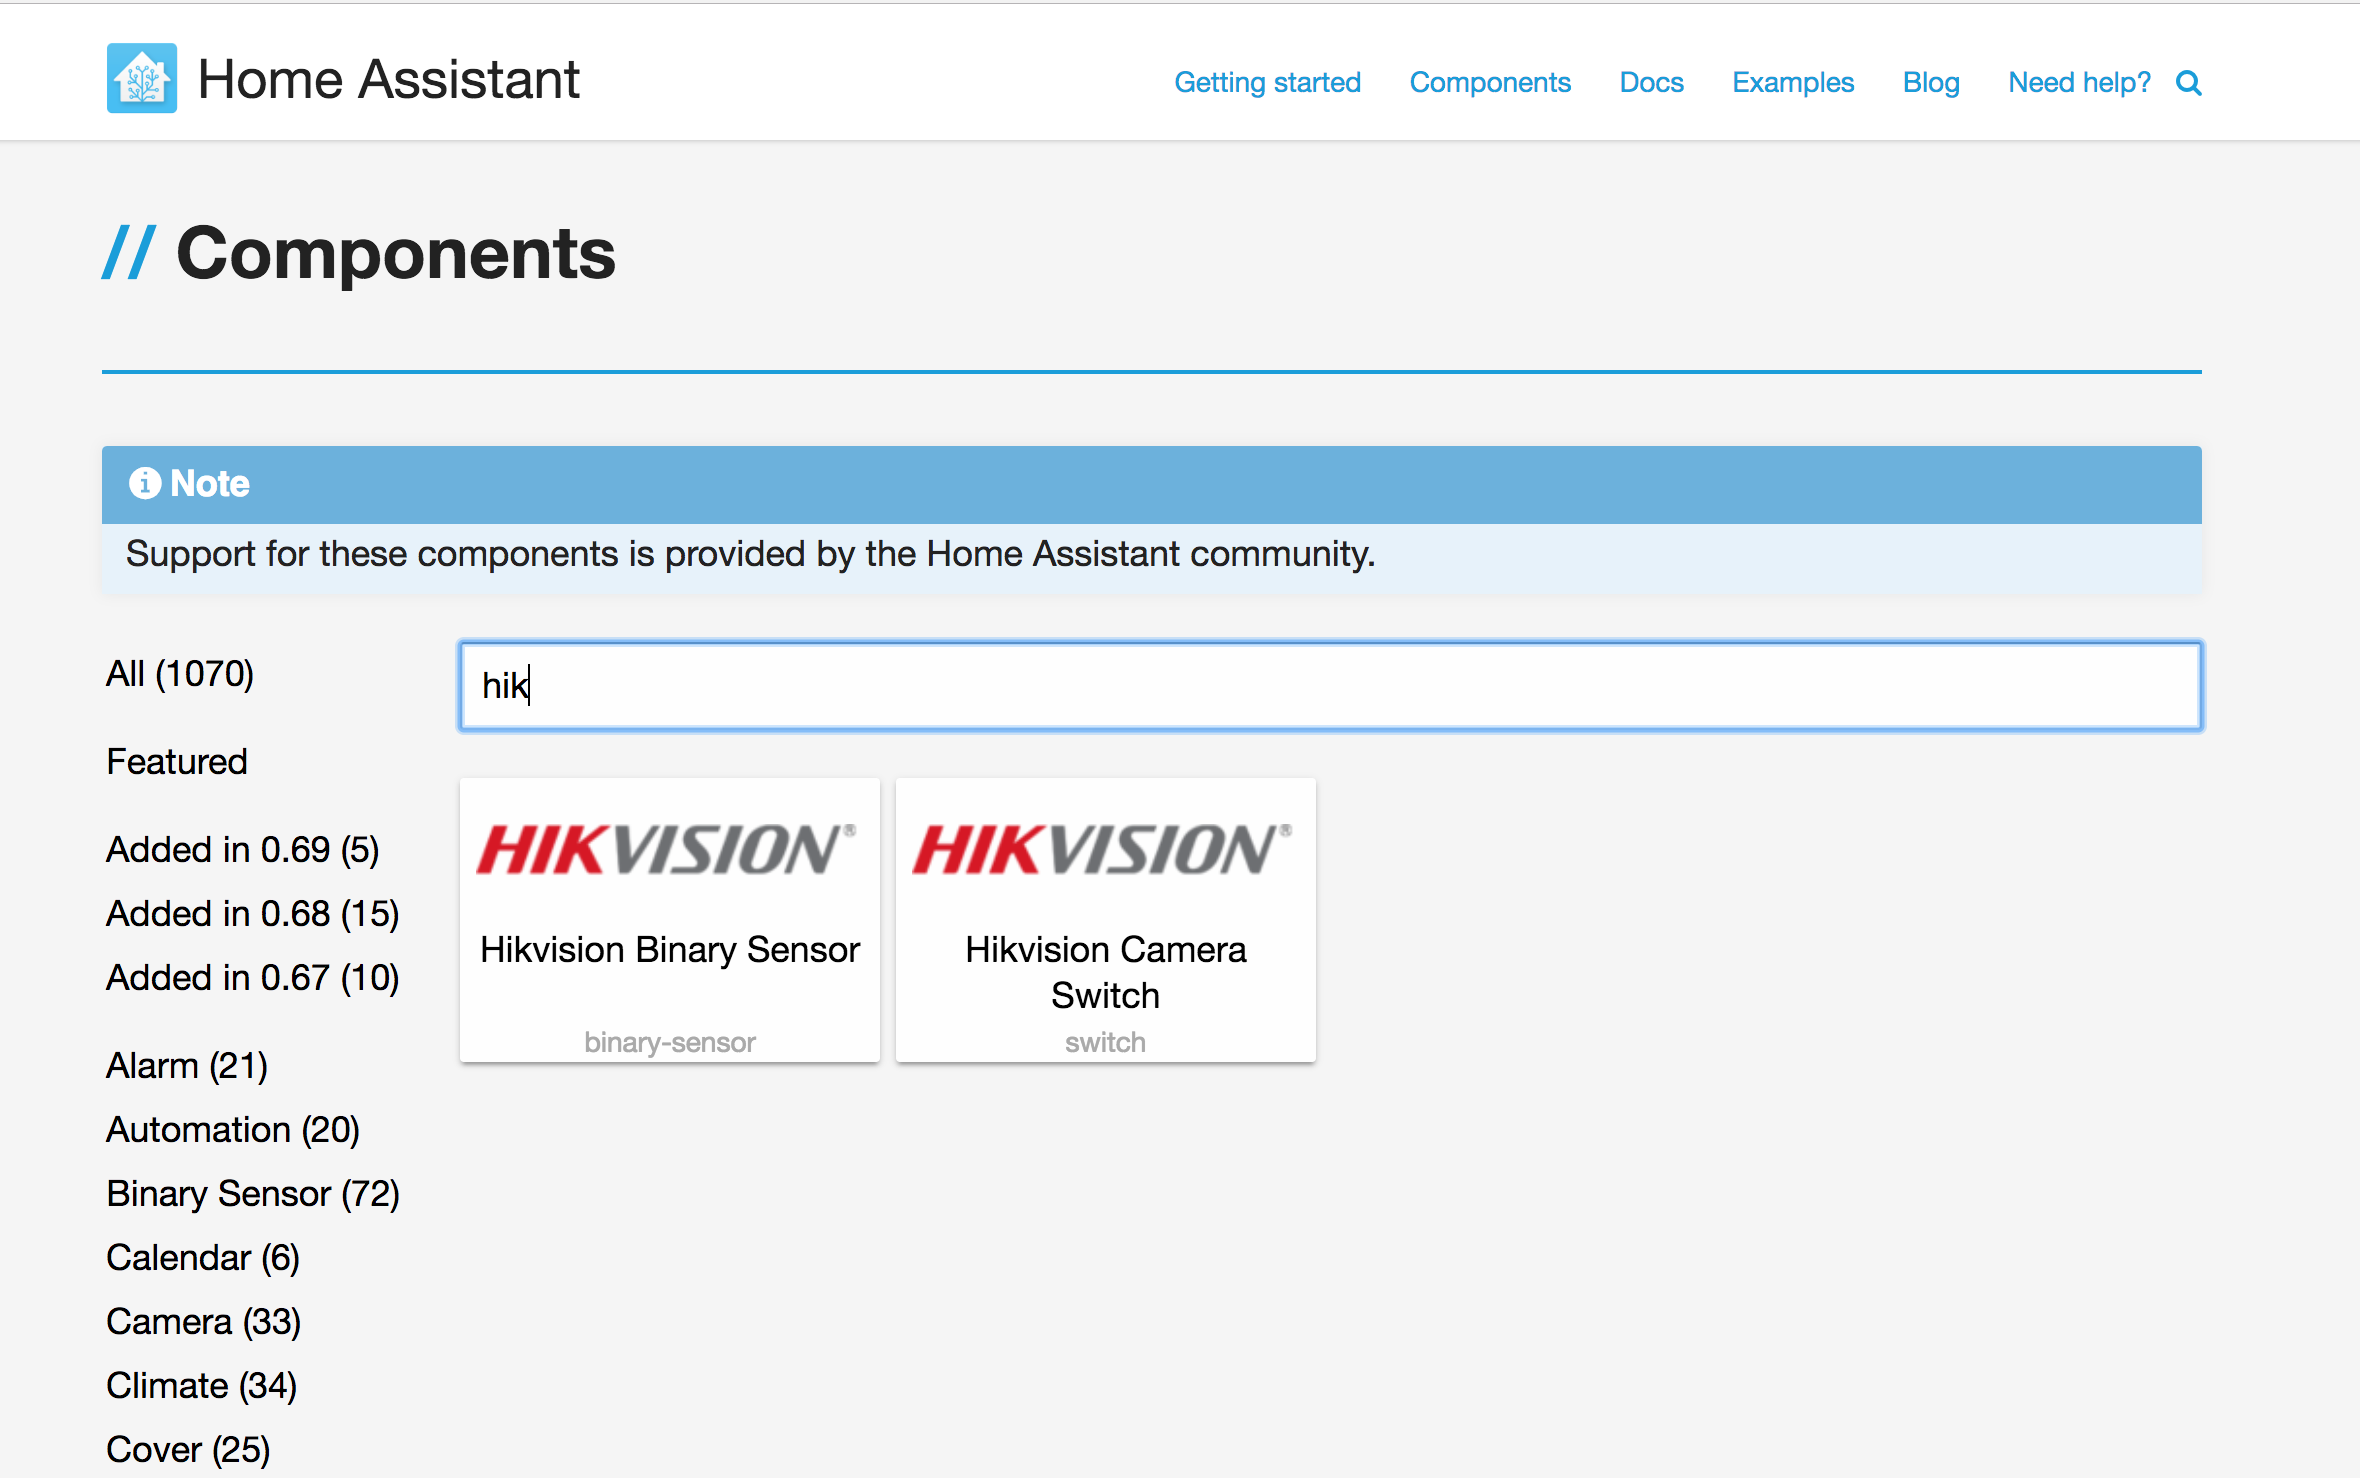 Home Assistant
Getting started Components Docs Examples Blog Need help?
// Components
Note
Support for these components is provided by the Home Assistant community.
All (1070)
Featured
Added in 0.69 (5)
Added in 0.68 (15)
Added in 0.67 (10)
Alarm (21)
Automation (20)
Binary Sensor (72)
Calendar (6)
Camera (33)
Climate (34)
Cover (25)
hik
HIKVISION®
Hikvision Binary Sensor
binary-sensor
HIKVISION®
Hikvision Camera
Switch
switch